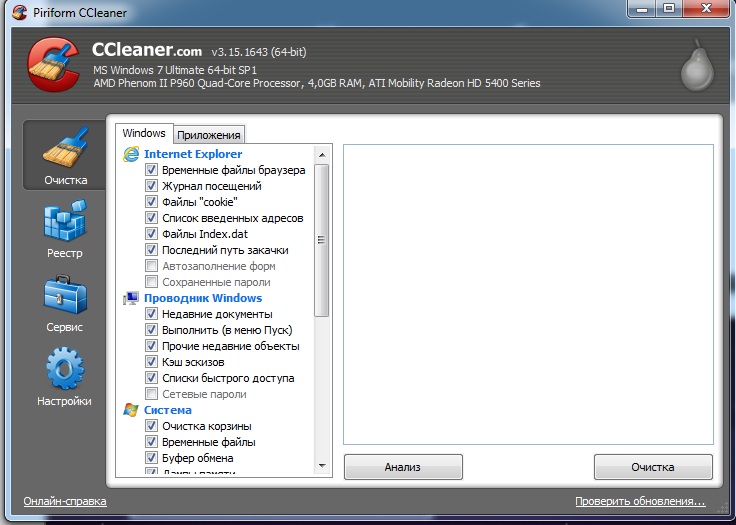 Piriform CCleaner
CCleaner.com v3.15.1643 (64-bit)
MS Windows 7 Ultimate 64-bit SP1
AMD Phenom II P960 Quad-Core Processor, 4,0GB RAM, ATI Mobility Radeon HD 5400 Series
Очистка
Реестр
Сервис
Настройки
Windows
Приложения
Internet Explorer
Временные файлы браузера
Журнал посещений
Файлы "cookie"
Список введенных адресов
Файлы Index.dat
Последний путь закачки
Автозаполнение форм
Сохраненные пароли
Проводник Windows
Недавние документы
Выполнить (в меню Пуск)
Прочие недавние объекты
Кэш эскизов
Списки быстрого доступа
Сетевые пароли
Система
Очистка корзины
Временные файлы
Буфер обмена
Дампы памяти
Анализ
Очистка
Онлайн-справка
Проверить обновления...